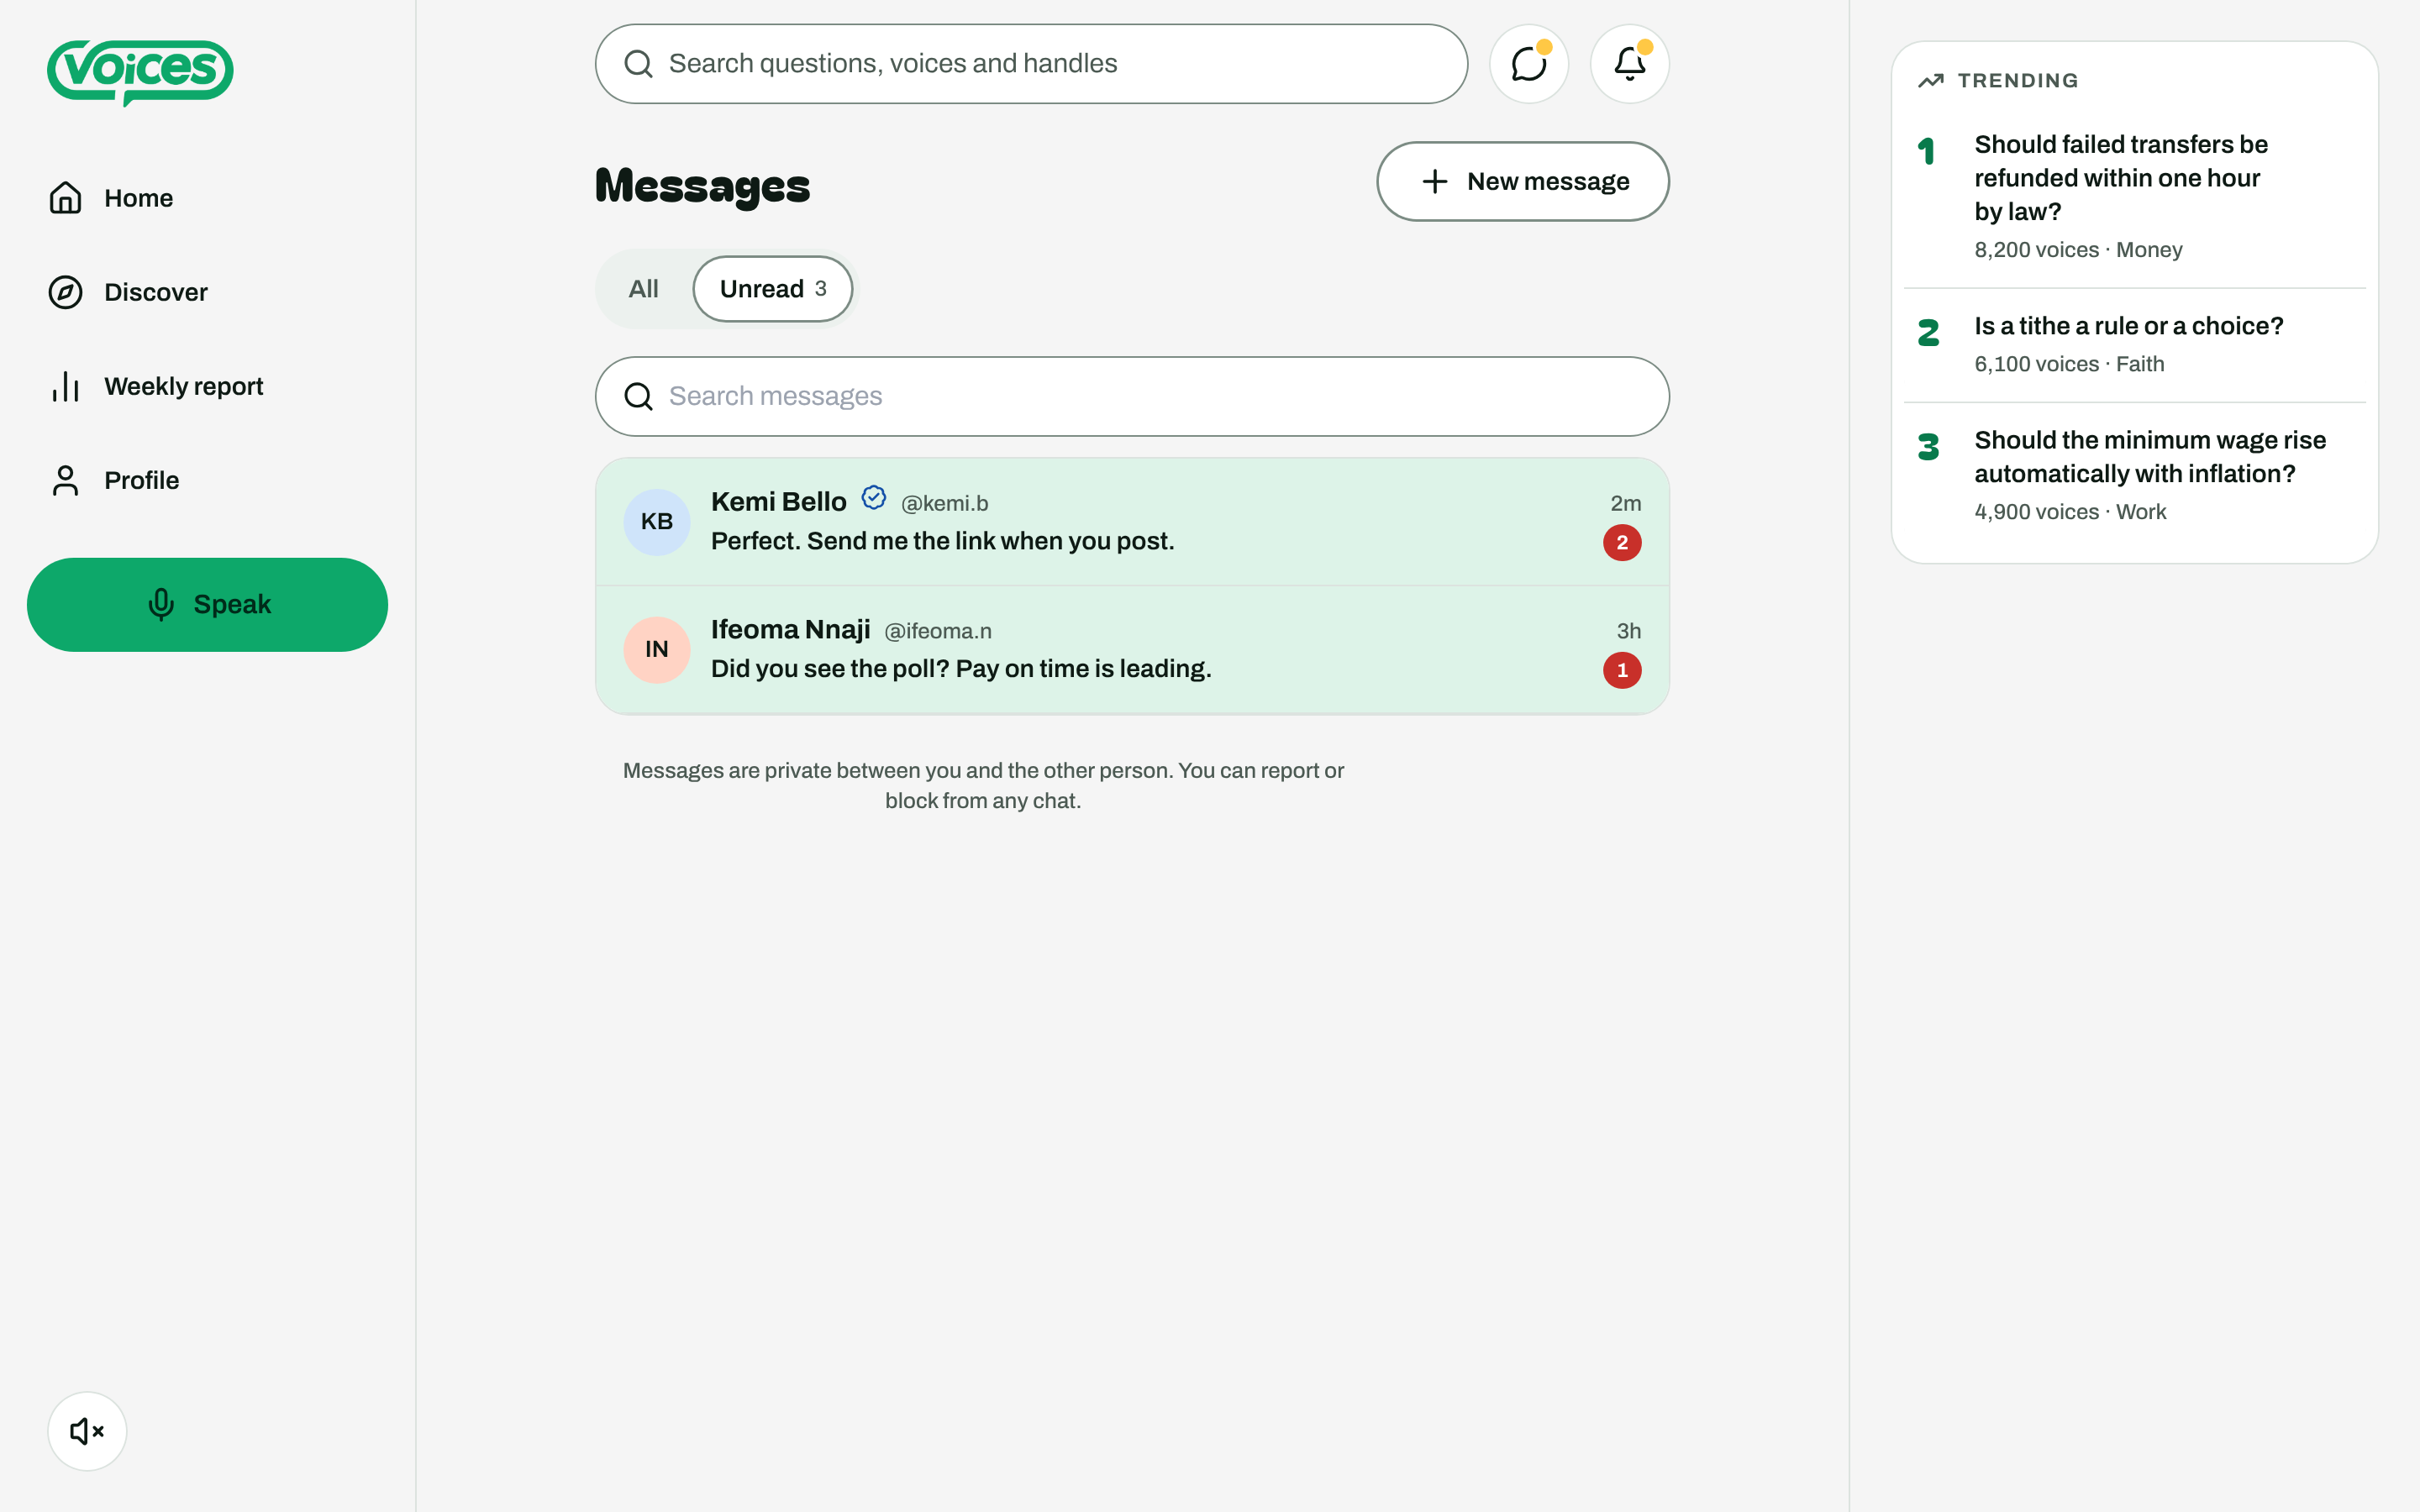 voices
Home
Discover
Weekly report
Profile
Speak
Search questions, voices and handles
Messages
New message
All
Unread 3
Search messages
KB
Kemi Bello @kemi.b 2m
Perfect. Send me the link when you post. 2
IN
Ifeoma Nnaji @ifeoma.n 3h
Did you see the poll? Pay on time is leading. 1
Messages are private between you and the other person. You can report or
block from any chat.
TRENDING
1
Should failed transfers be
refunded within one hour
by law?
8,200 voices · Money
2
Is a tithe a rule or a choice?
6,100 voices · Faith
3
Should the minimum wage rise
automatically with inflation?
4,900 voices · Work